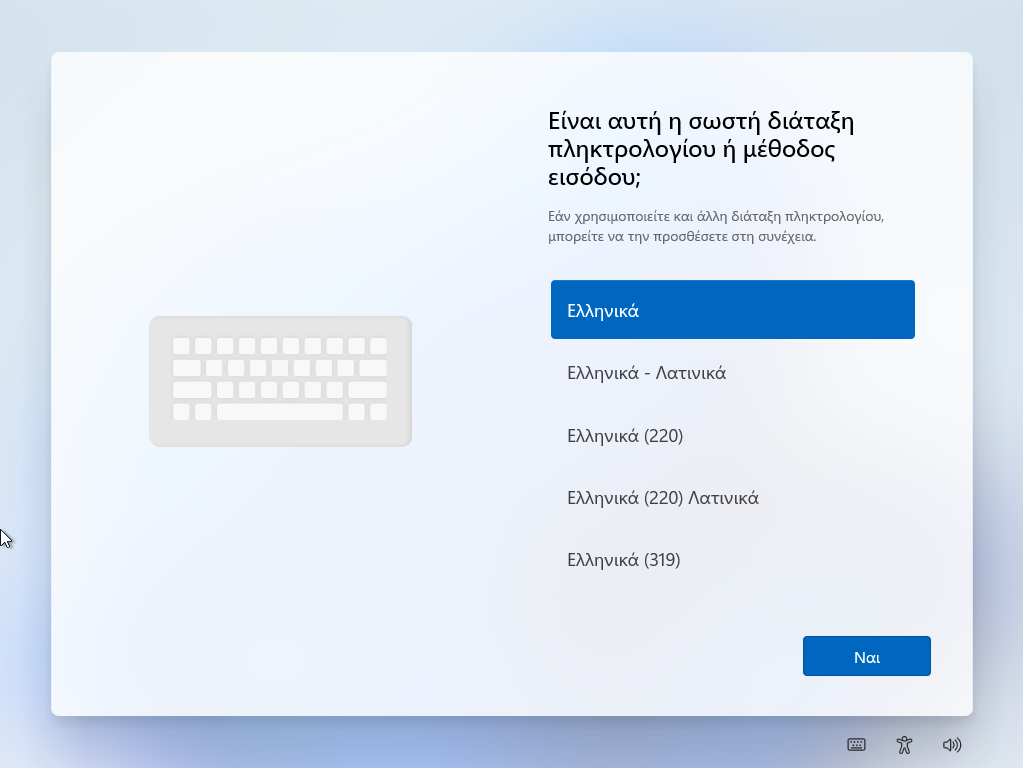 Είναι αυτή η σωστή διάταξη
πληκτρολογίου ή μέθοδος
εισόδου;
Εάν χρησιμοποιείτε και άλλη διάταξη πληκτρολογίου,
μπορείτε να την προσθέσετε στη συνέχεια.
Ελληνικά
Ελληνικά - Λατινικά
Ελληνικά (220)
Ελληνικά (220) Λατινικά
Ελληνικά (319)
Ναι